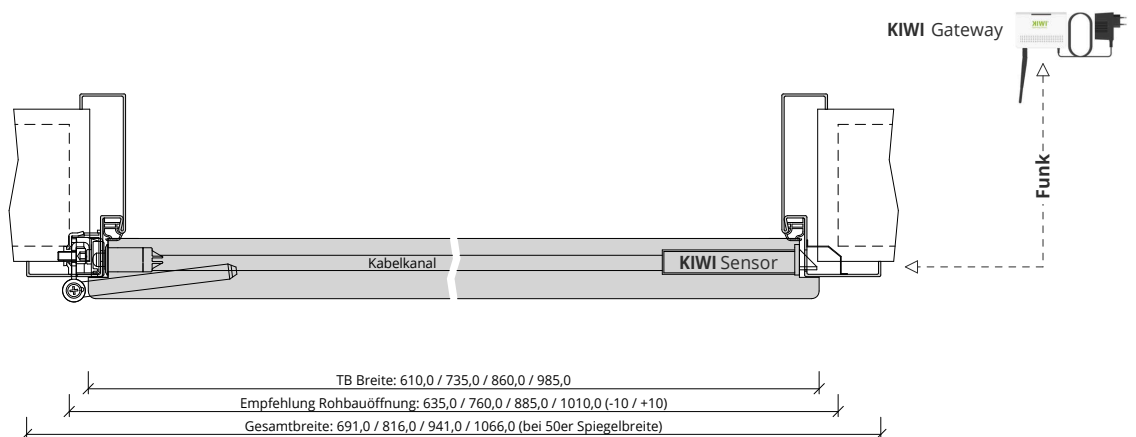 KIWI Gateway
KIWI
Funk
Kabelkanal
KIWI Sensor
TB Breite: 610,0 / 735,0 / 860,0 / 985,0
Empfehlung Rohbauöffnung: 635,0 / 760,0 / 885,0 / 1010,0 (-10 / +10)
Gesamtbreite: 691,0 / 816,0 / 941,0 / 1066,0 (bei 50er Spiegelbreite)